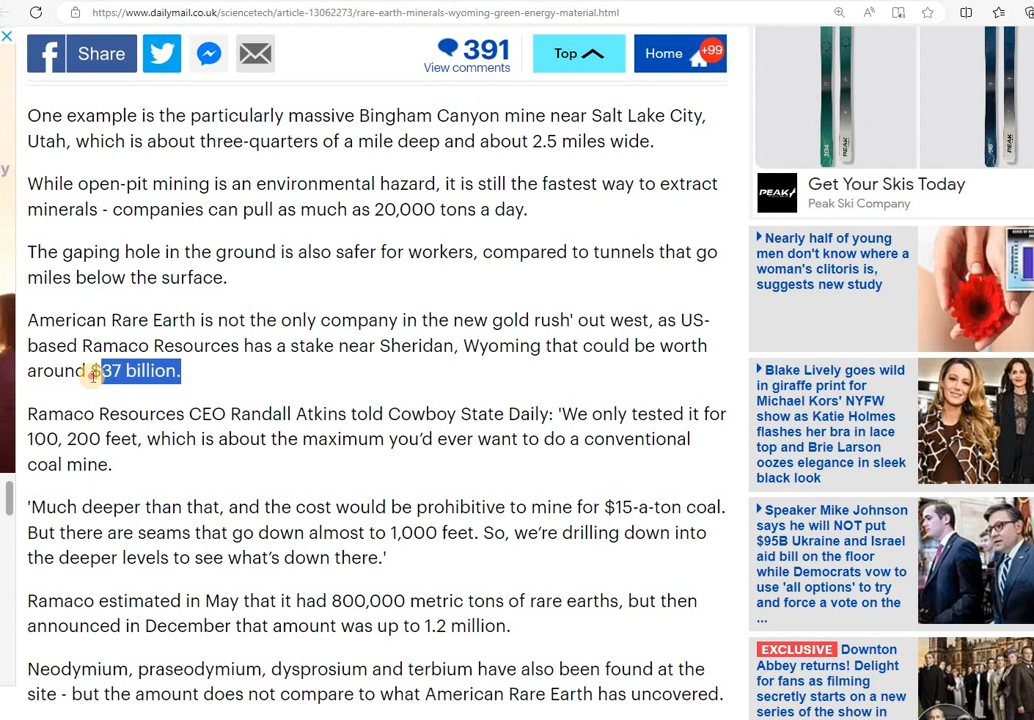 https://www.dailymail.co.uk/sciencetech/article-13062273/rare-earth-minerals-wyoming-green-energy-material.html
Share
391
View comments
Top
Home
+99
One example is the particularly massive Bingham Canyon mine near Salt Lake City,
Utah, which is about three-quarters of a mile deep and about 2.5 miles wide.
While open-pit mining is an environmental hazard, it is still the fastest way to extract
minerals - companies can pull as much as 20,000 tons a day.
The gaping hole in the ground is also safer for workers, compared to tunnels that go
miles below the surface.
American Rare Earth is not the only company in the new gold rush' out west, as US-
based Ramaco Resources has a stake near Sheridan, Wyoming that could be worth
around $37 billion.
Ramaco Resources CEO Randall Atkins told Cowboy State Daily: 'We only tested it for
100, 200 feet, which is about the maximum you'd ever want to do a conventional
coal mine.
'Much deeper than that, and the cost would be prohibitive to mine for $15-a-ton coal.
But there are seams that go down almost to 1,000 feet. So, we're drilling down into
the deeper levels to see what's down there.'
Ramaco estimated in May that it had 800,000 metric tons of rare earths, but then
announced in December that amount was up to 1.2 million.
Neodymium, praseodymium, dysprosium and terbium have also been found at the
site - but the amount does not compare to what American Rare Earth has uncovered.
PEAK
PEAK
PEAK
Get Your Skis Today
Peak Ski Company
Nearly half of young
men don't know where a
woman's clitoris is,
suggests new study
Blake Lively goes wild
in giraffe print for
Michael Kors' NYFW
show as Katie Holmes
flashes her bra in lace
top and Brie Larson
oozes elegance in sleek
black look
Speaker Mike Johnson
says he will NOT put
$95B Ukraine and Israel
aid bill on the floor
while Democrats vow to
use 'all options' to try
and force a vote on the
...
EXCLUSIVE Downton
Abbey returns! Delight
for fans as filming
secretly starts on a new
series of the show in